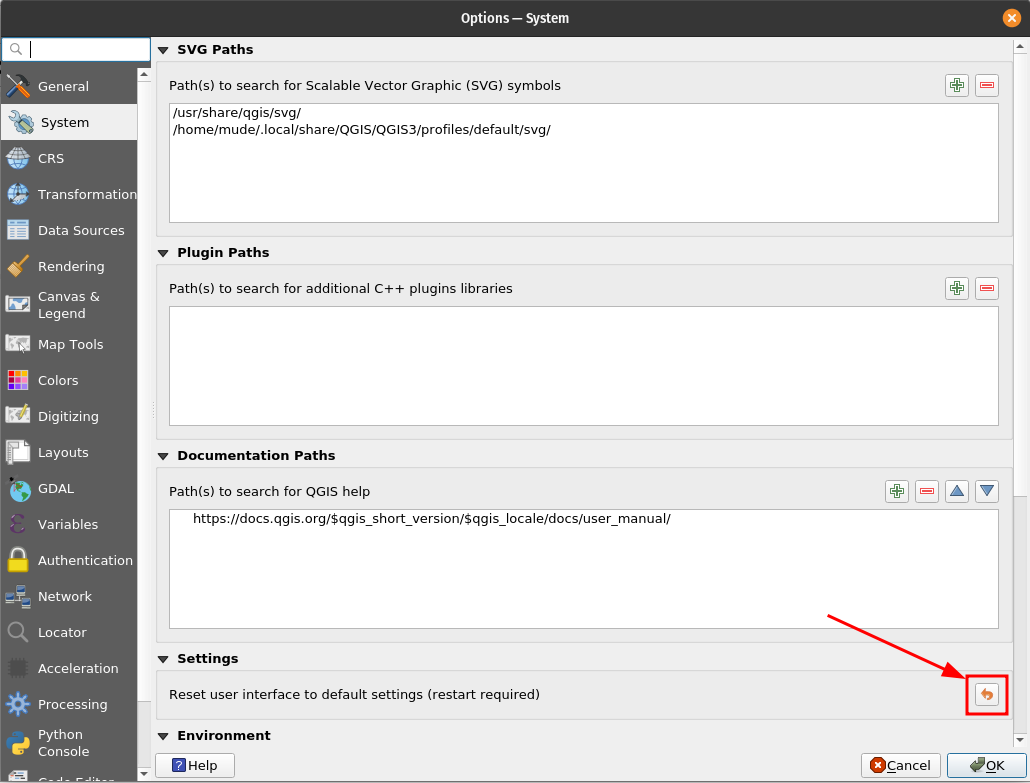 Options — System
General
System
CRS
Transformation
Data Sources
Rendering
Canvas &
Legend
Map Tools
Colors
Digitizing
Layouts
GDAL
Variables
Authentication
Network
Locator
Acceleration
Processing
Python
Console
Code Editor
SVG Paths
Path(s) to search for Scalable Vector Graphic (SVG) symbols
/usr/share/qgis/svg/
/home/mude/.local/share/QGIS/QGIS3/profiles/default/svg/
Plugin Paths
Path(s) to search for additional C++ plugins libraries
Documentation Paths
Path(s) to search for QGIS help
https://docs.qgis.org/$qgis_short_version/$qgis_locale/docs/user_manual/
Settings
Reset user interface to default settings (restart required)
Environment
Help
Cancel
OK